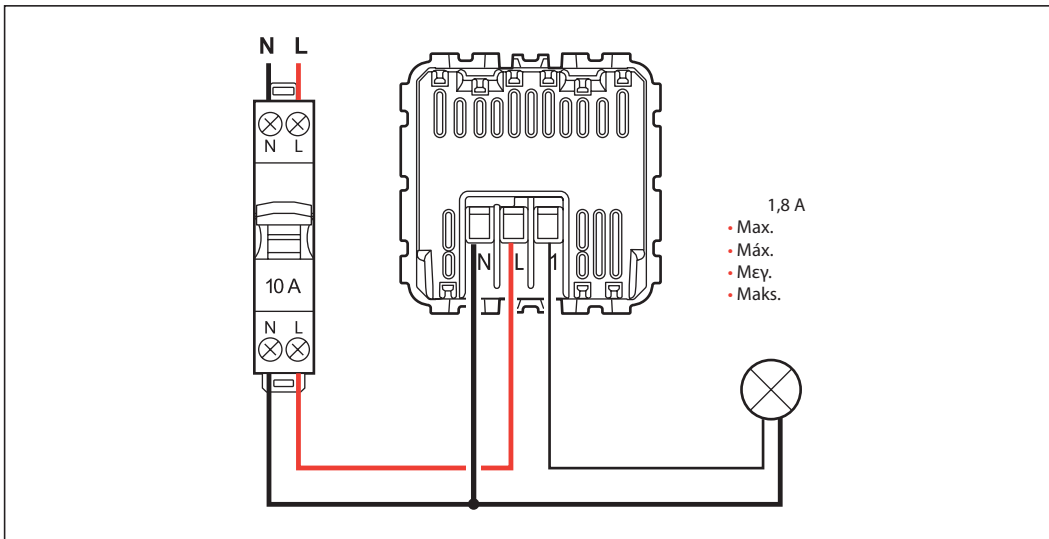 N L
N L
10 A
N L
N L 1
1,8 A
• Max.
• Máx.
• Μεγ.
• Maks.